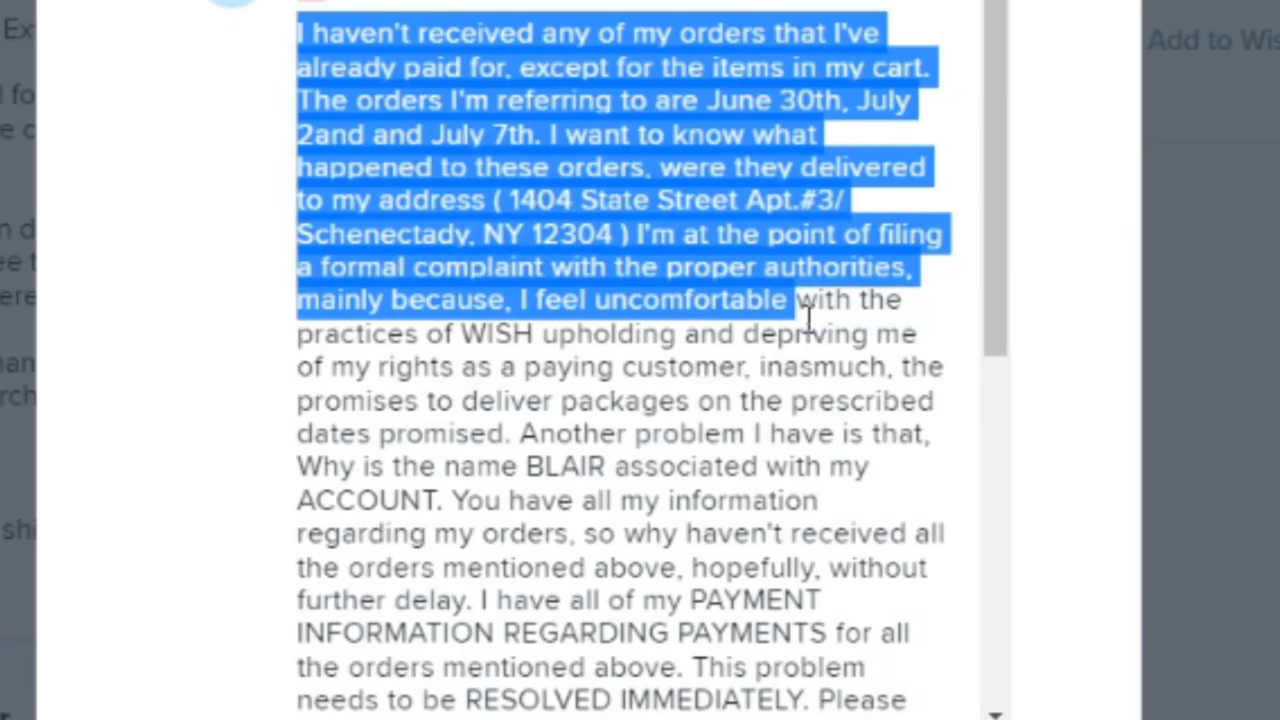 Ex
Add to Wis
I haven't received any of my orders that I've
already paid for, except for the items in my cart.
The orders I'm referring to are June 30th, July
2and and July 7th. I want to know what
happened to these orders, were they delivered
to my address ( 1404 State Street Apt.#3/
Schenectady, NY 12304 ) I'm at the point of filing
a formal complaint with the proper authorities,
mainly because, I feel uncomfortable with the
practices of WISH upholding and depriving me
of my rights as a paying customer, inasmuch, the
promises to deliver packages on the prescribed
dates promised. Another problem I have is that,
Why is the name BLAIR associated with my
ACCOUNT. You have all my information
regarding my orders, so why haven't received all
the orders mentioned above, hopefully, without
further delay. I have all of my PAYMENT
INFORMATION REGARDING PAYMENTS for all
the orders mentioned above. This problem
needs to be RESOLVED IMMEDIATELY. Please